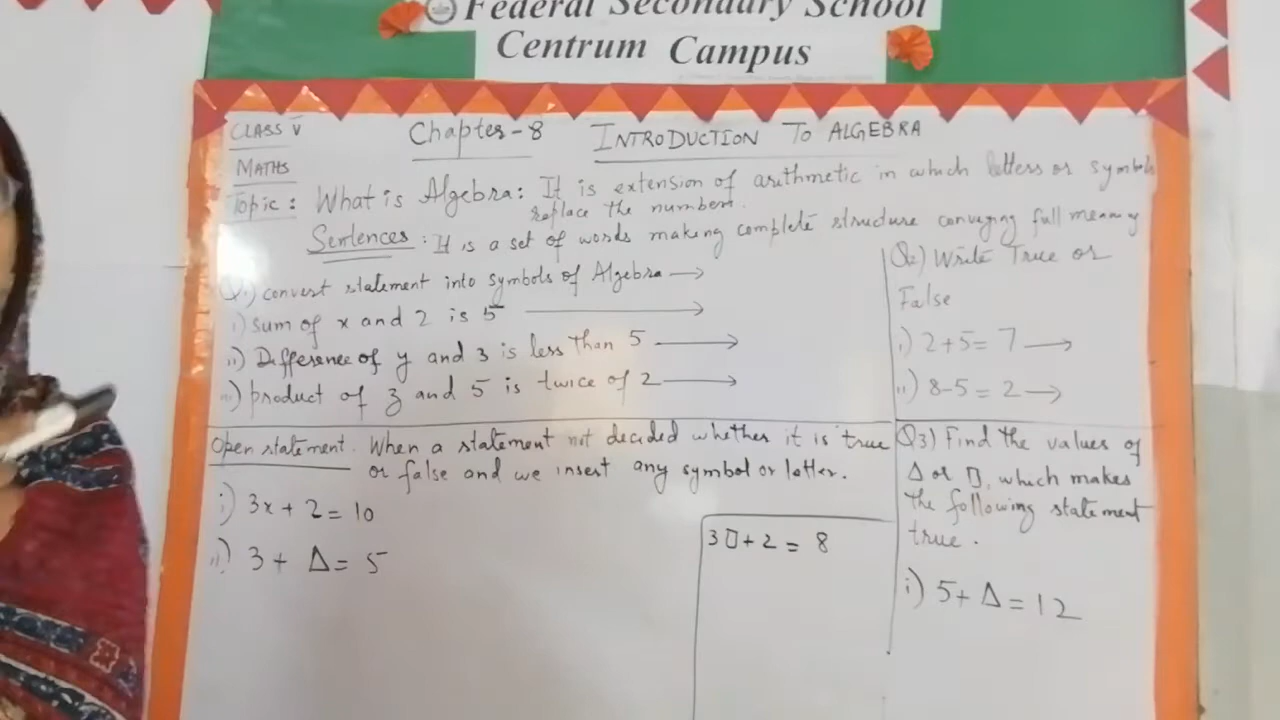 Federal Secondary School
Centrum Campus
CLASS V
Chapter-8 INTRODUCTION TO ALGEBRA
MATHS
Topic: What is Algebra: It is extension of arithmetic in which letters or symbols
replace the numbers.
Sentences: It is a set of words making complete structure conveying full meaning
Q1) convert statement into symbols of Algebra →
i) sum of x and 2 is 5 →
ii) Difference of y and 3 is less than 5 →
iii) product of z and 5 is twice of 2 →
Q2) Write True or
False
i) 2+5= 7 →
ii) 8-5 = 2 →
Open statement. When a statement not decided whether it is true
or false and we insert any symbol or letter.
i) 3x + 2 = 10
ii) 3 + Δ = 5
3□ + 2 = 8
Q3) Find the values of
Δ or □, which makes
the following statement
true.
i) 5+ Δ = 12